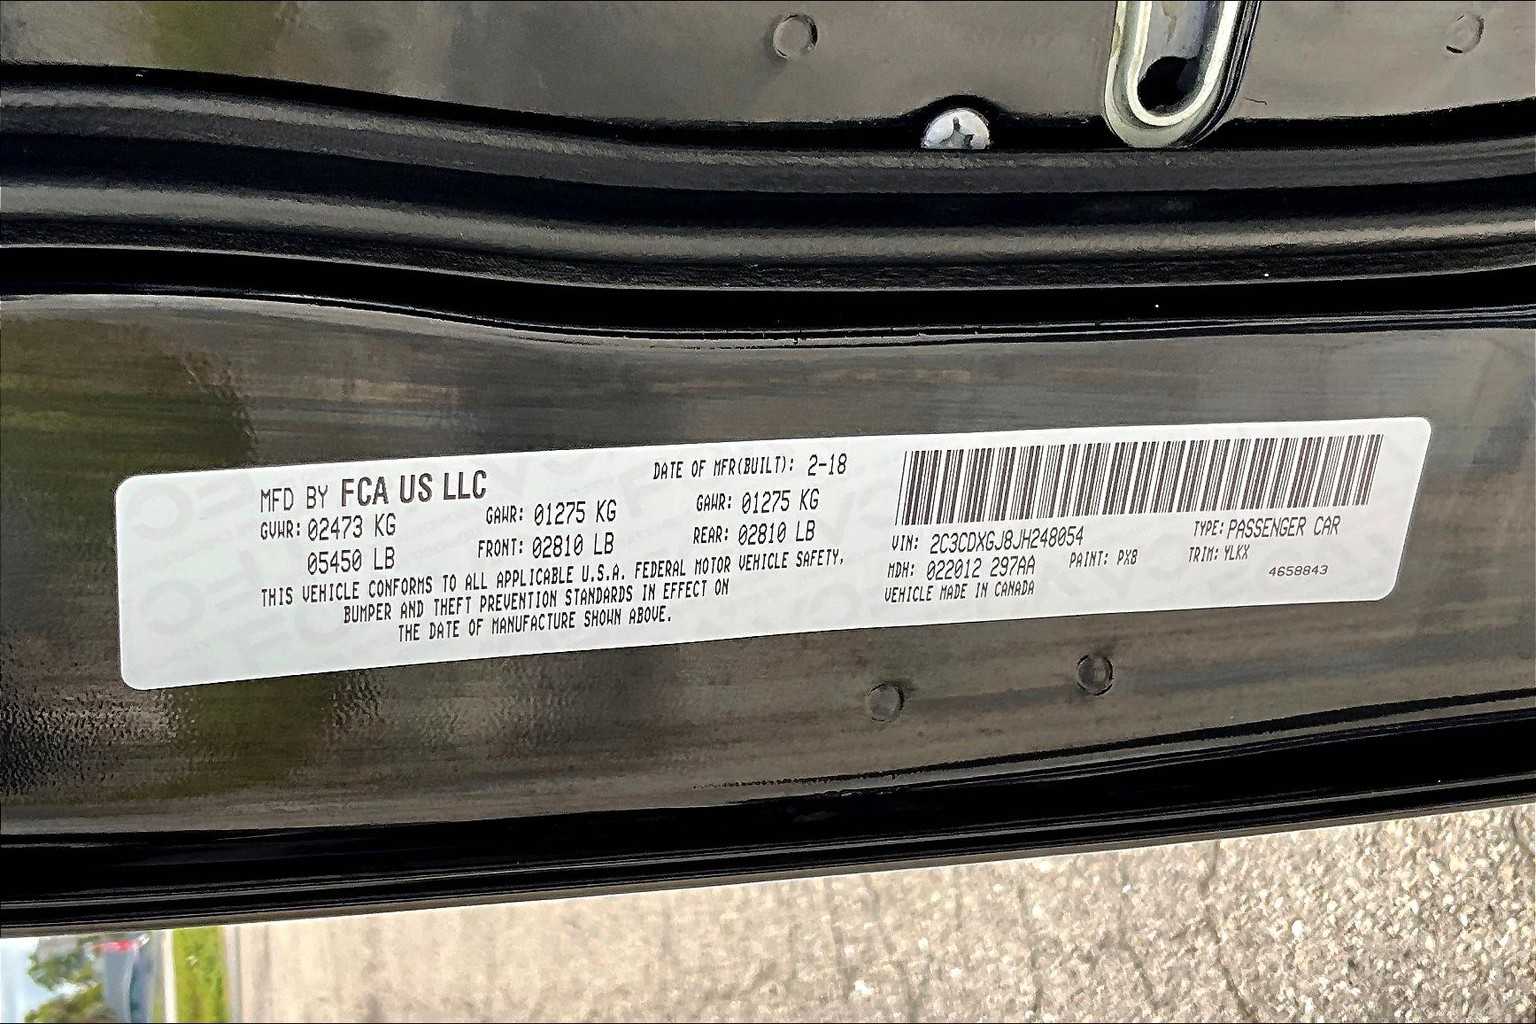 MFD BY FCA US LLC
DATE OF MFR(BUILT): 2-18
GVWR: 02473 KG
05450 LB
GAWR: 01275 KG
FRONT: 02810 LB
GAWR: 01275 KG
REAR: 02810 LB
THIS VEHICLE CONFORMS TO ALL APPLICABLE U.S.A. FEDERAL MOTOR VEHICLE SAFETY,
BUMPER AND THEFT PREVENTION STANDARDS IN EFFECT ON
THE DATE OF MANUFACTURE SHOWN ABOVE.
VIN: 2C3CDXGJ8JH248054
TYPE: PASSENGER CAR
MDH: 022012 297AA
PAINT: PX8
TRIM: YLKX
VEHICLE MADE IN CANADA
4658843